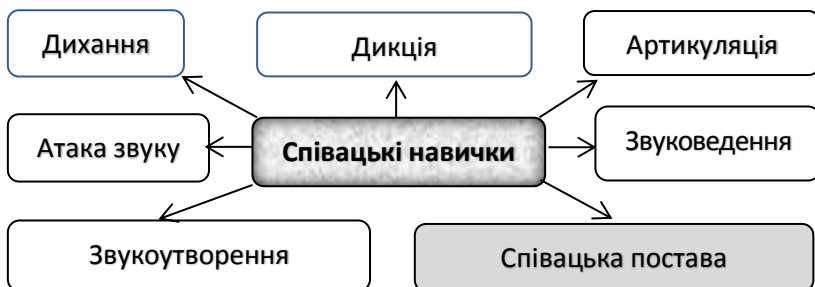 Дихання
Дикція
Артикуляція
Атака звуку
Співацькі навички
Звуковедення
Звукоутворення
Співацька постава